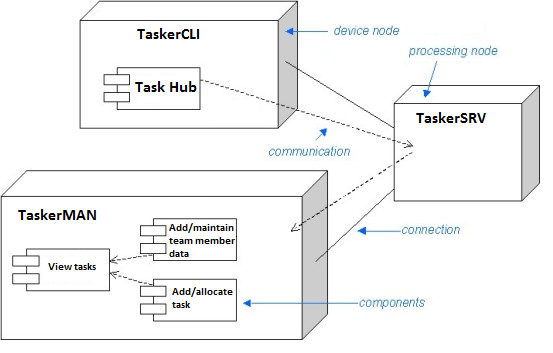 TaskerCLI
device node
processing node
Task Hub
TaskerSRV
communication
TaskerMAN
Add/maintain
team member
data
connection
View tasks
Add/allocate
task
components